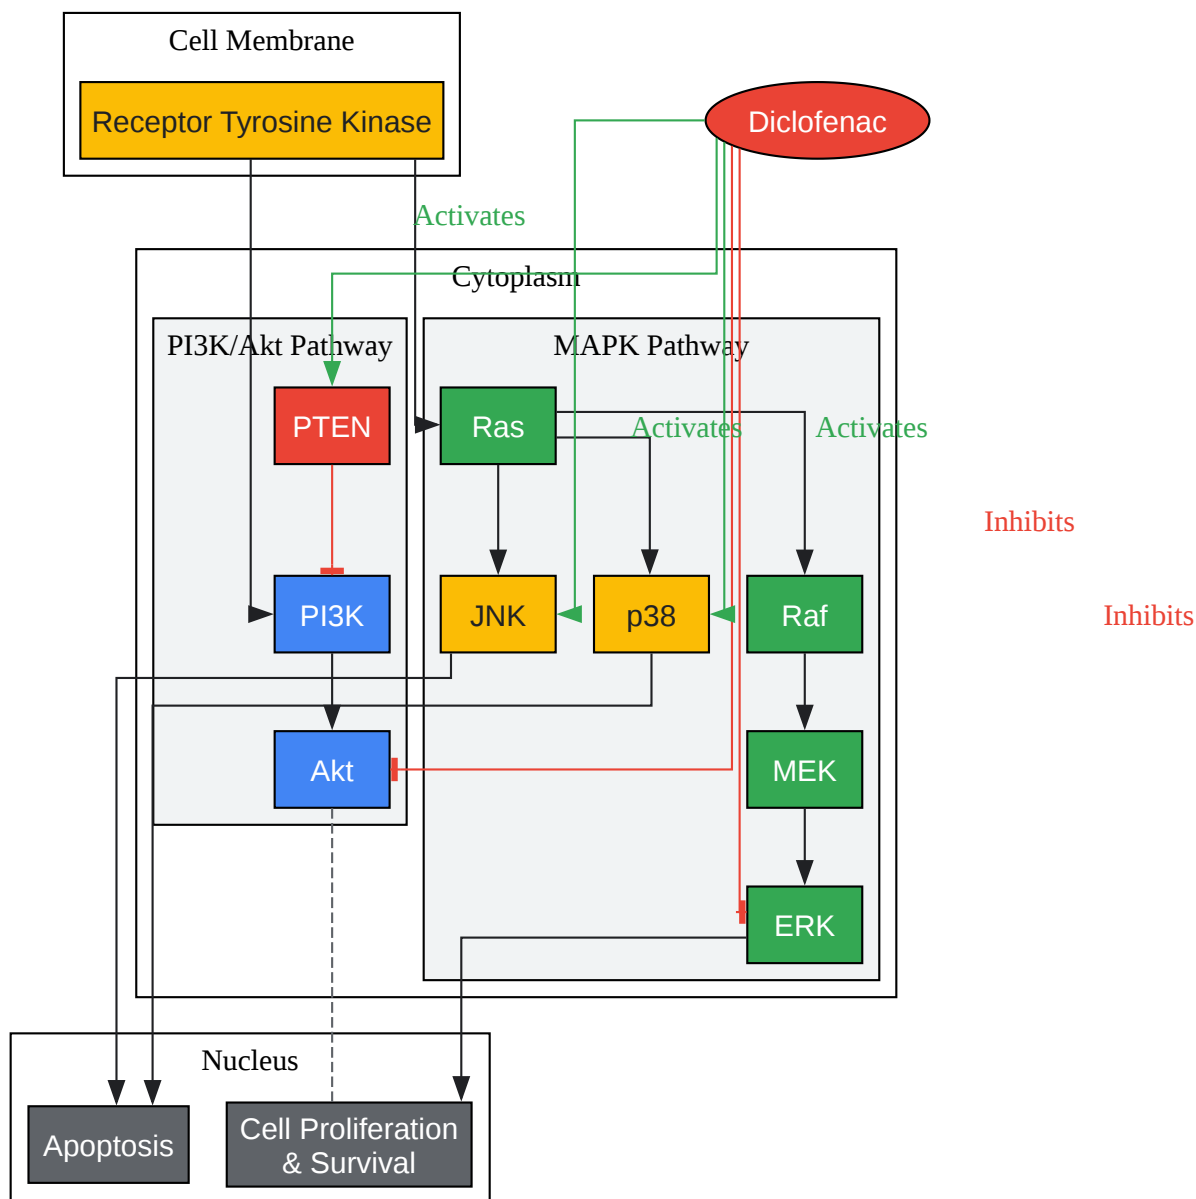 Cell Membrane
Receptor Tyrosine Kinase
Diclofenac
Activates
Cytoplasm
PI3K/Akt Pathway
MAPK Pathway
PTEN
Ras
Activates
Activates
Inhibits
PI3K
JNK
p38
Raf
Inhibits
Akt
MEK
ERK
Nucleus
Apoptosis
Cell Proliferation
& Survival